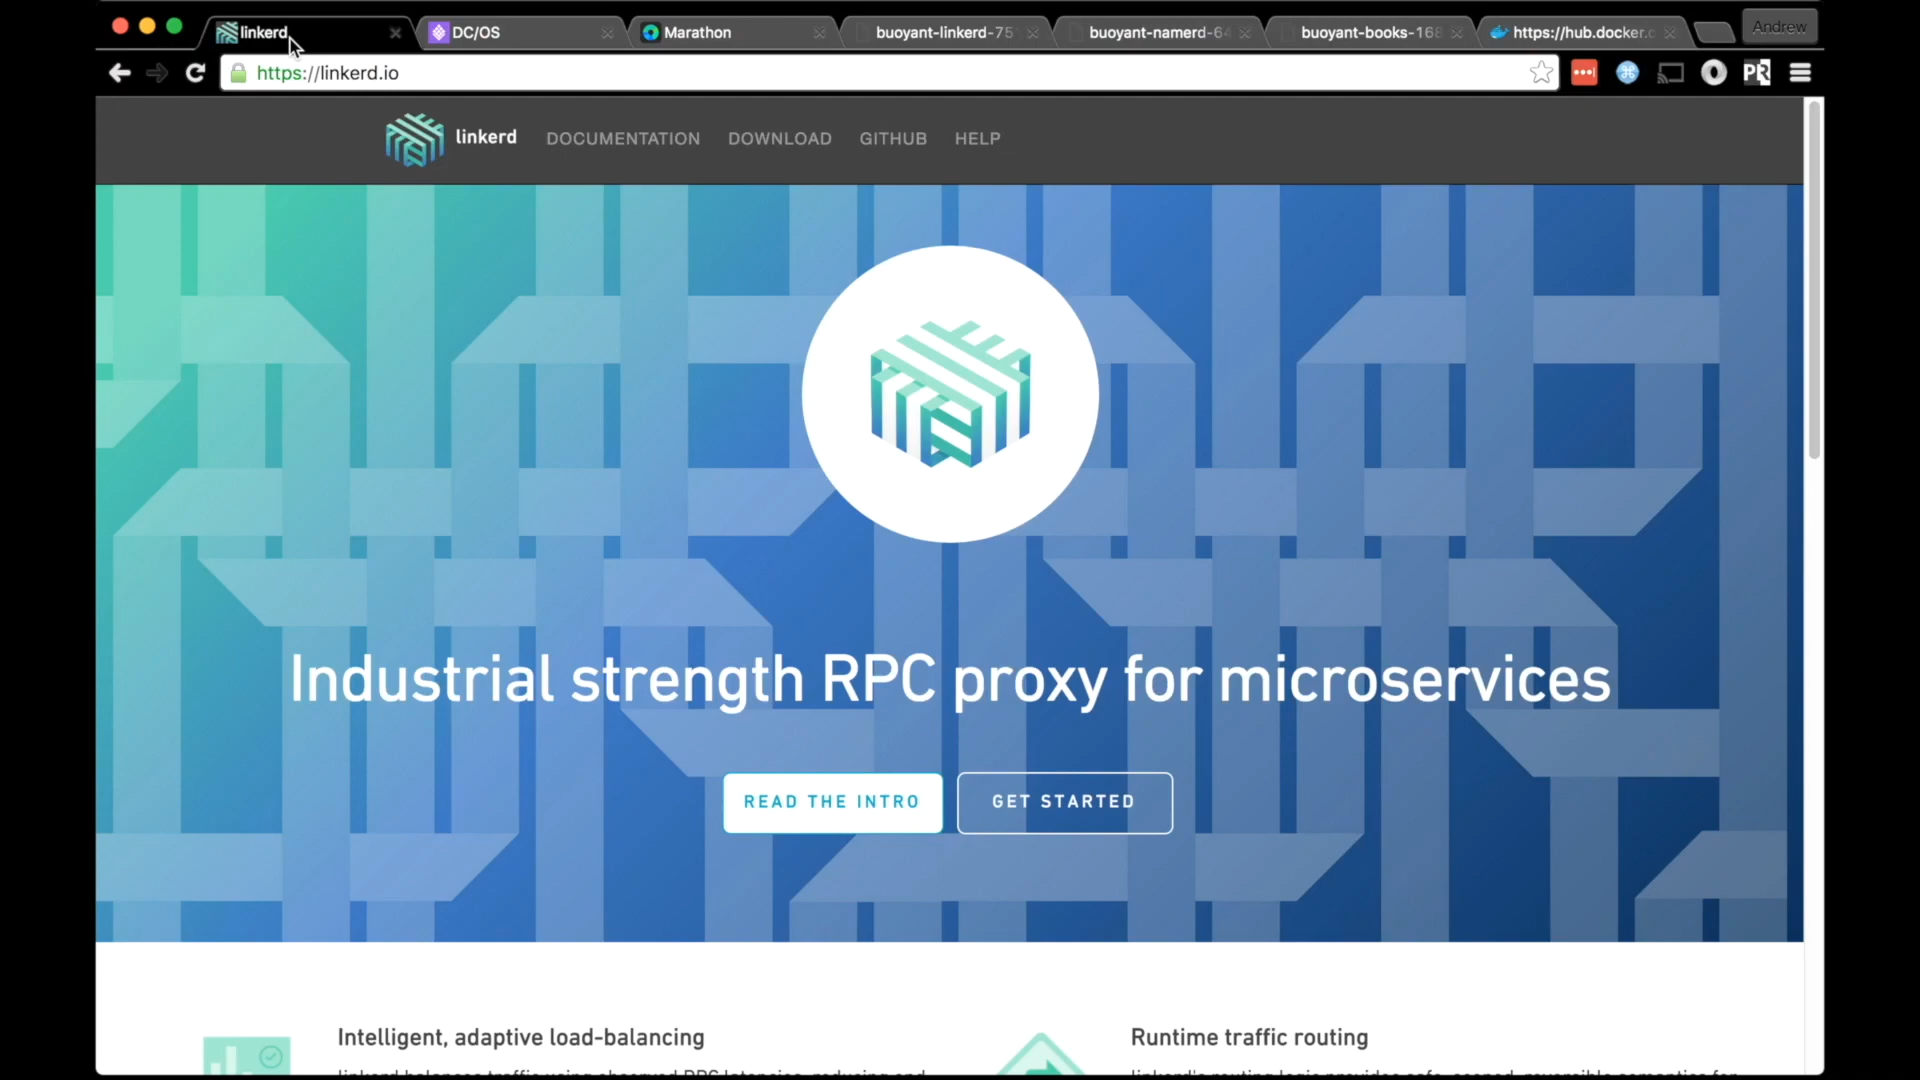 linkerd
DC/OS
Marathon
buoyant-linkerd-75
buoyant-namerd-64
buoyant-books-168
https://hub.docker.c
Andrew
https://linkerd.io
linkerd
DOCUMENTATION
DOWNLOAD
GITHUB
HELP
Industrial strength RPC proxy for microservices
READ THE INTRO
GET STARTED
Intelligent, adaptive load-balancing
Runtime traffic routing